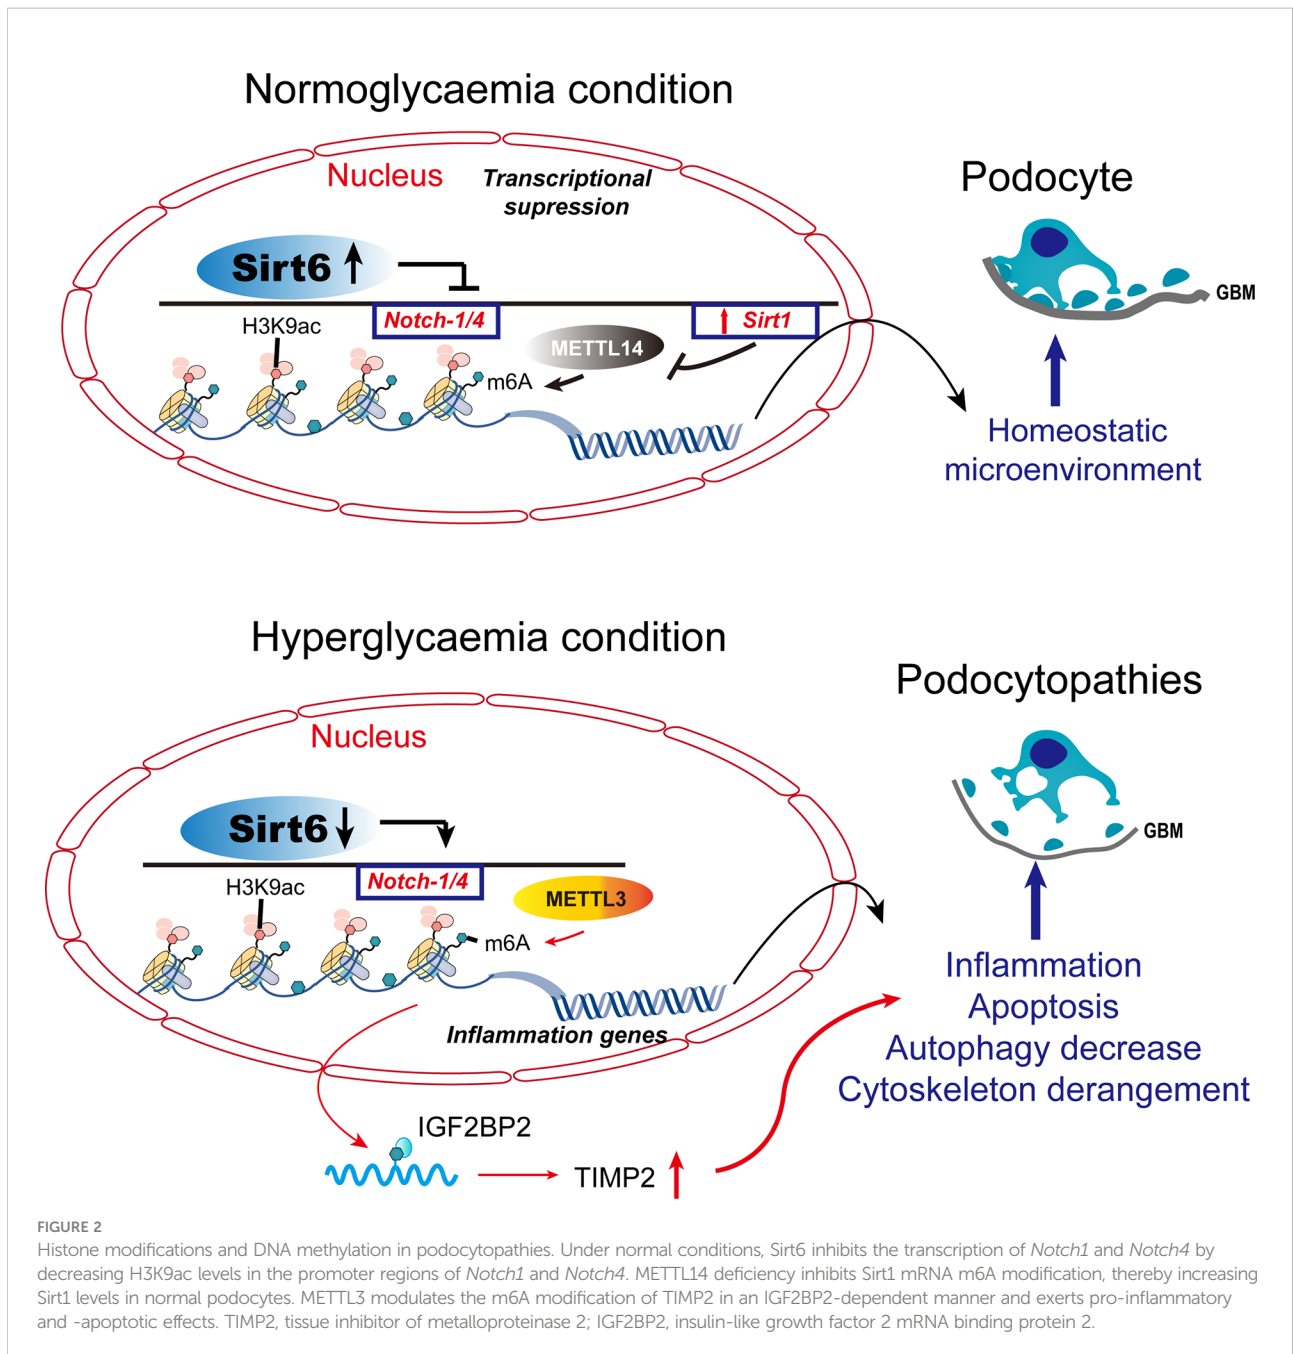 Normoglycaemia condition
Nucleus
Transcriptional
supression
Podocyte
Sirt6
GBM
H3K9ac
Notch-1/4
METTL14
Sirt1
m6A
Homeostatic
microenvironment
Hyperglycaemia condition
Podocytopathies
Nucleus
Sirt6
GBM
H3K9ac
Notch-1/4
METTL3
m6A
Inflammation
Apoptosis
Autophagy decrease
Cytoskeleton derangement
Inflammation genes
IGF2BP2
TIMP2
FIGURE 2
Histone modifications and DNA methylation in podocytopathies. Under normal conditions, Sirt6 inhibits the transcription of Notch1 and Notch4 by
decreasing H3K9ac levels in the promoter regions of Notch1 and Notch4. METTL14 deficiency inhibits Sirt1 mRNA m6A modification, thereby increasing
Sirt1 levels in normal podocytes. METTL3 modulates the m6A modification of TIMP2 in an IGF2BP2-dependent manner and exerts pro-inflammatory
and -apoptotic effects. TIMP2, tissue inhibitor of metalloproteinase 2; IGF2BP2, insulin-like growth factor 2 mRNA binding protein 2.